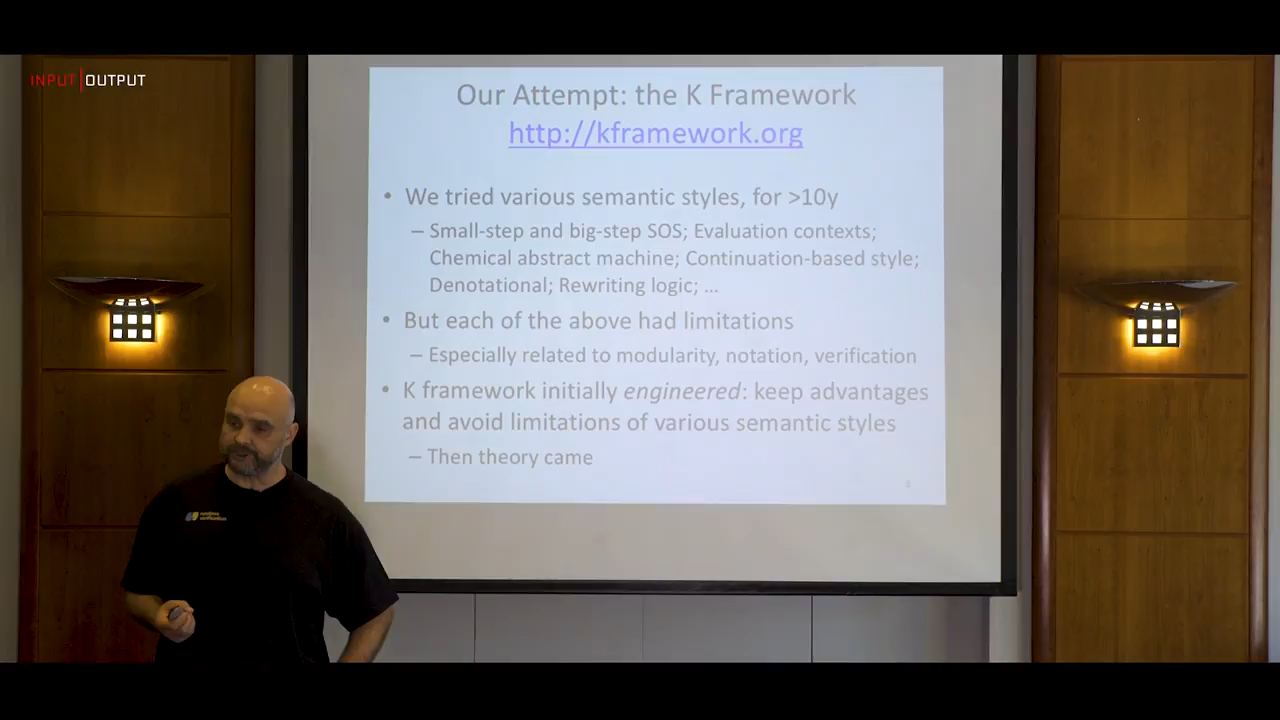 INPUT|OUTPUT
Our Attempt: the K Framework
http://kframework.org
• We tried various semantic styles, for >10y
– Small-step and big-step SOS; Evaluation contexts;
Chemical abstract machine; Continuation-based style;
Denotational; Rewriting logic; ...
• But each of the above had limitations
– Especially related to modularity, notation, verification
• K framework initially engineered: keep advantages
and avoid limitations of various semantic styles
– Then theory came
runtime
verification